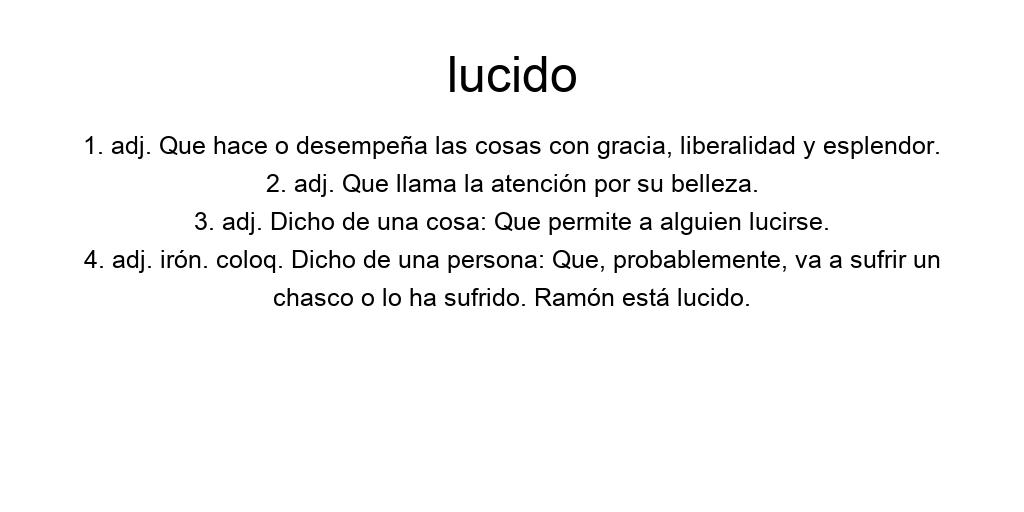 lucido
1. adj. Que hace o desempeña las cosas con gracia, liberalidad y esplendor.
2. adj. Que llama la atención por su belleza.
3. adj. Dicho de una cosa: Que permite a alguien lucirse.
4. adj. irón. coloq. Dicho de una persona: Que, probablemente, va a sufrir un
chasco o lo ha sufrido. Ramón está lucido.